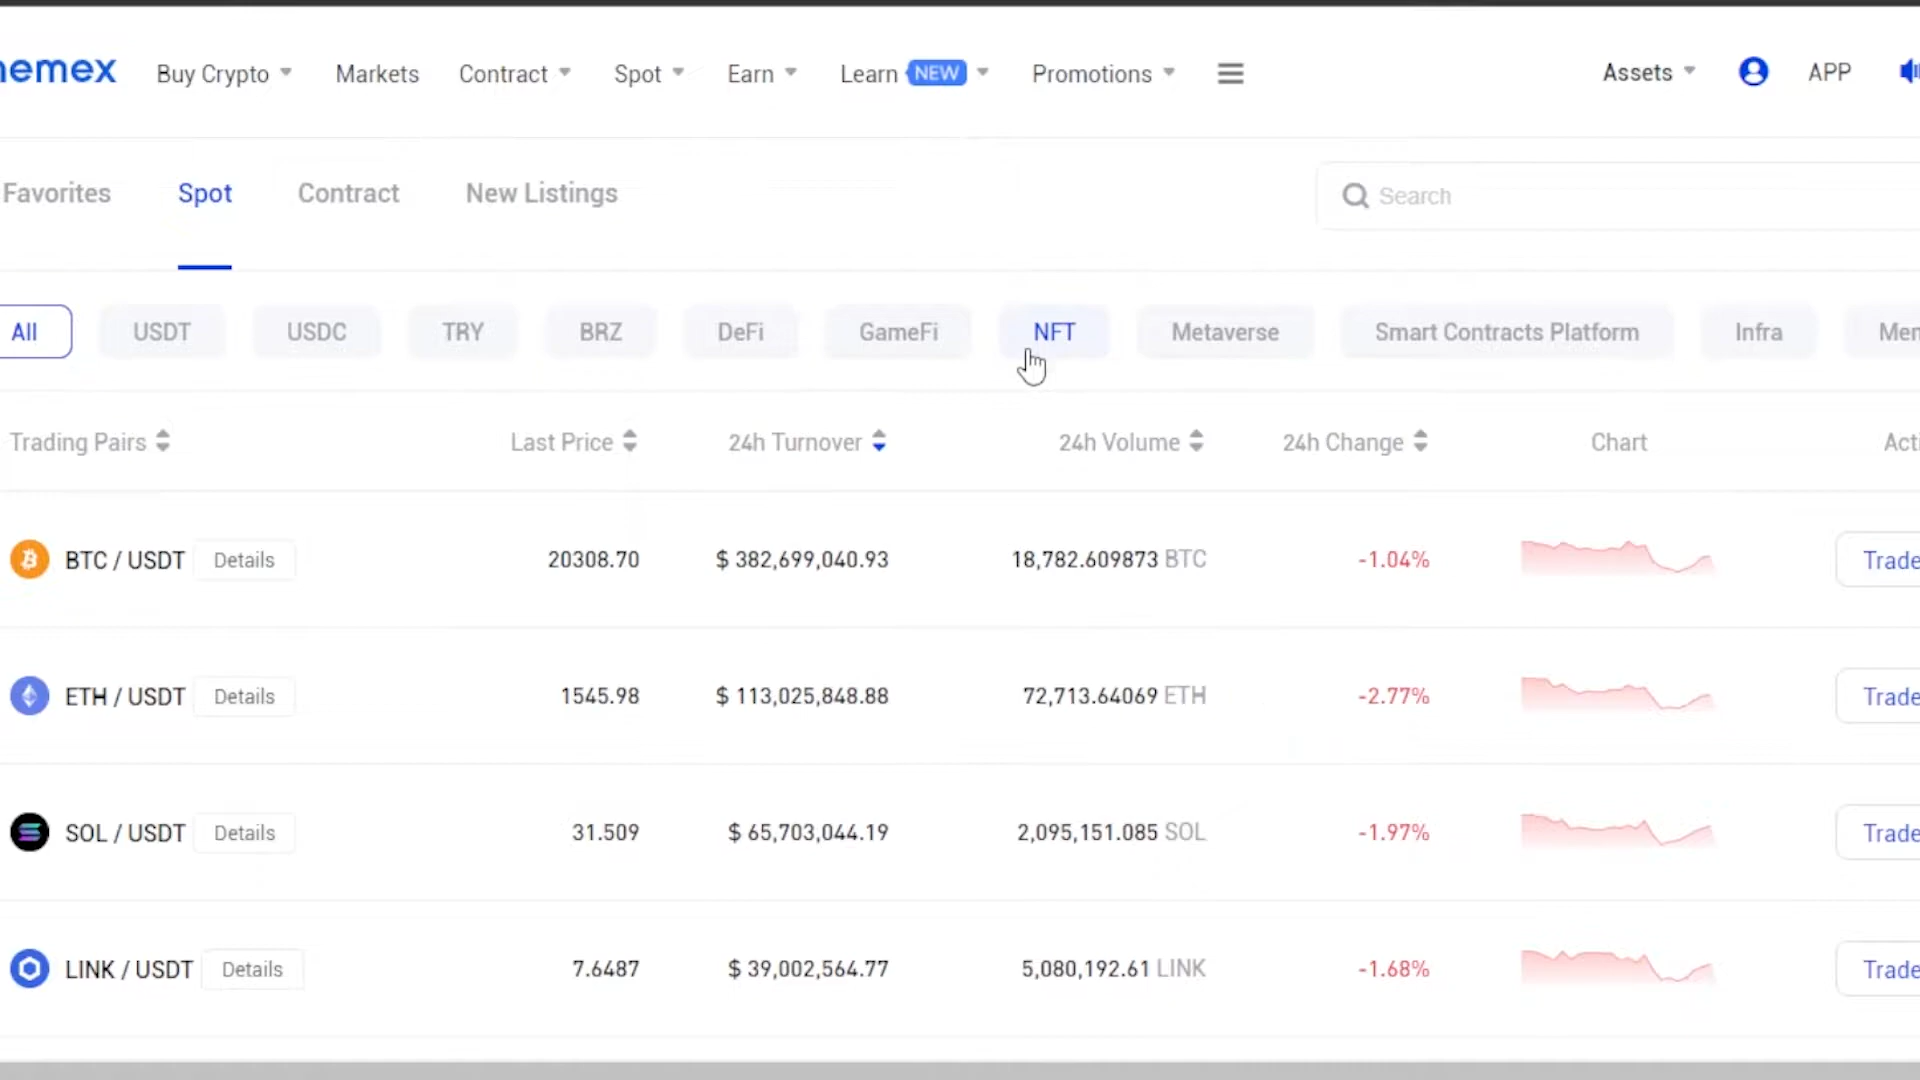 hemex Buy Crypto Markets Contract Spot Earn Learn NEW Promotions Assets APP
Favorites Spot Contract New Listings Search
All USDT USDC TRY BRZ DeFi GameFi NFT Metaverse Smart Contracts Platform Infra Mem
Trading Pairs Last Price 24h Turnover 24h Volume 24h Change Chart Acti
BTC / USDT Details 20308.70 $ 382,699,040.93 18,782.609873 BTC -1.04% Trade
ETH / USDT Details 1545.98 $ 113,025,848.88 72,713.64069 ETH -2.77% Trade
SOL / USDT Details 31.509 $ 65,703,044.19 2,095,151.085 SOL -1.97% Trade
LINK / USDT Details 7.6487 $ 39,002,564.77 5,080,192.61 LINK -1.68% Trade